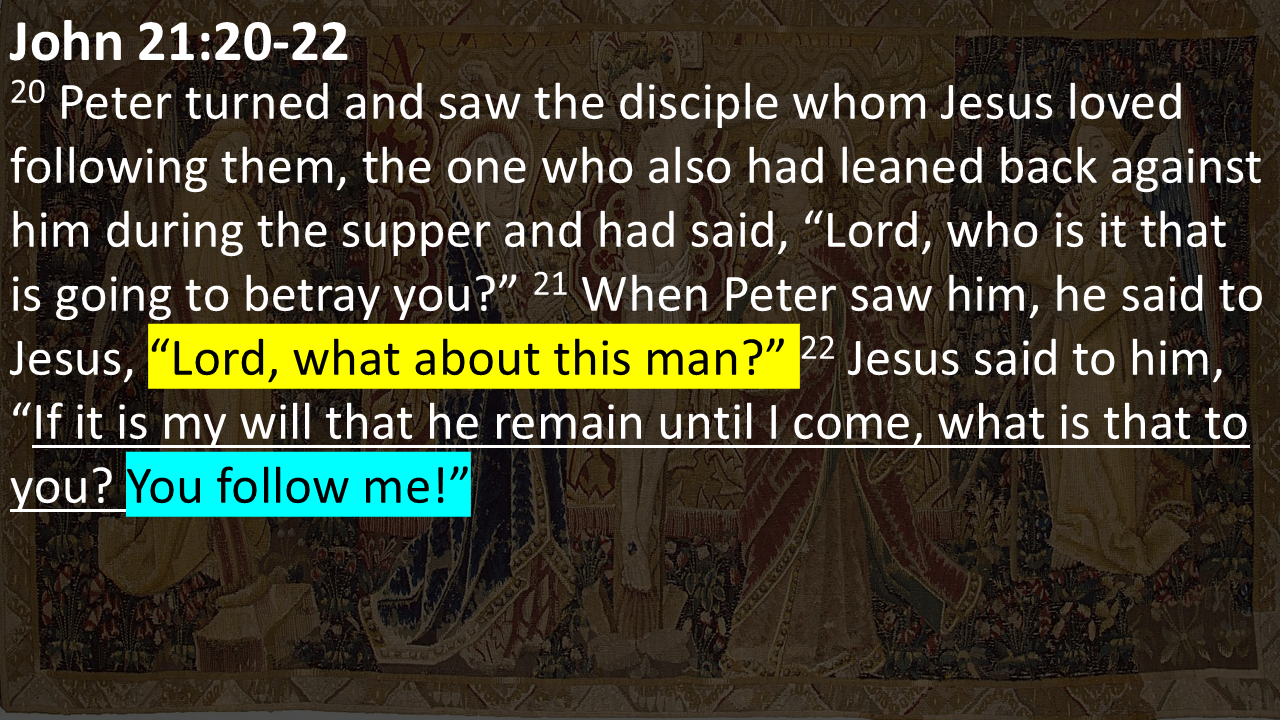 John 21:20-22
20 Peter turned and saw the disciple whom Jesus loved
following them, the one who also had leaned back against
him during the supper and had said, “Lord, who is it that
is going to betray you?” 21 When Peter saw him, he said to
Jesus, “Lord, what about this man?” 22 Jesus said to him,
“If it is my will that he remain until I come, what is that to
you? You follow me!”